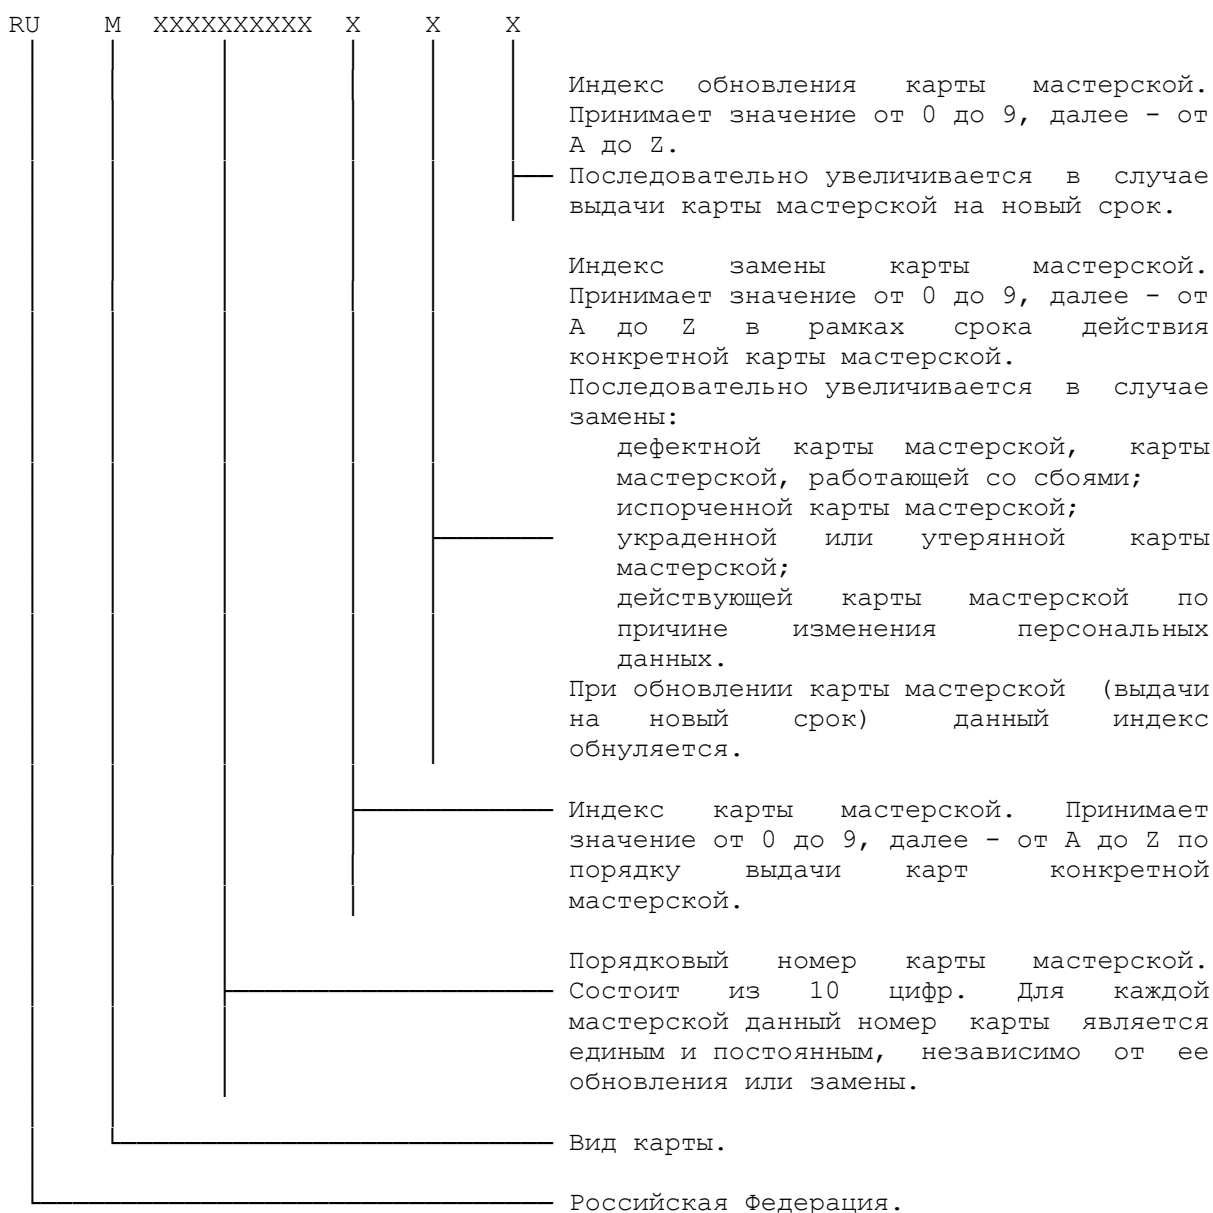 RU M XXXXXXXXXX X X X
Индекс обновления карты мастерской.
Принимает значение от 0 до 9, далее - от
A до Z.
Последовательно увеличивается в случае
выдачи карты мастерской на новый срок.
Индекс замены карты мастерской.
Принимает значение от 0 до 9, далее - от
A до Z в рамках срока действия
конкретной карты мастерской.
Последовательно увеличивается в случае
замены:
дефектной карты мастерской, карты
мастерской, работающей со сбоями;
испорченной карты мастерской;
украденной или утерянной карты
мастерской;
действующей карты мастерской по
причине изменения персональных
данных.
При обновлении карты мастерской (выдачи
на новый срок) данный индекс
обнуляется.
Индекс карты мастерской. Принимает
значение от 0 до 9, далее - от A до Z по
порядку выдачи карт конкретной
мастерской.
Порядковый номер карты мастерской.
Состоит из 10 цифр. Для каждой
мастерской данный номер карты является
единым и постоянным, независимо от ее
обновления или замены.
Вид карты.
Российская Федерация.